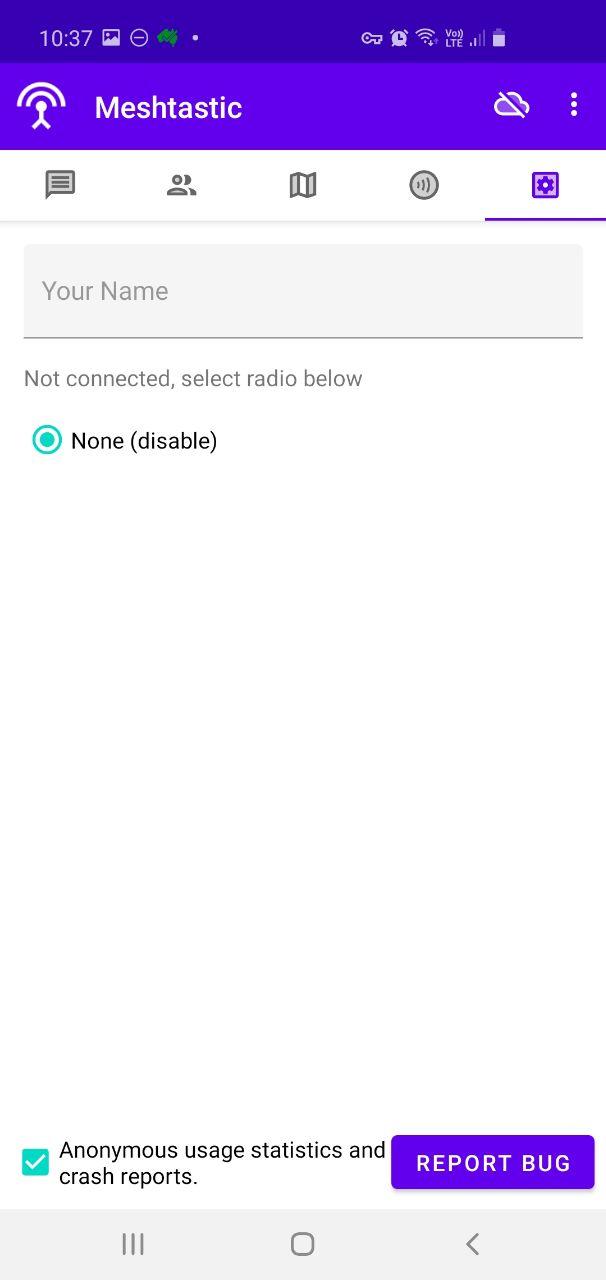 10:37
Vo))
LTE
Meshtastic
Your Name
Not connected, select radio below
None (disable)
Anonymous usage statistics and
crash reports.
REPORT BUG